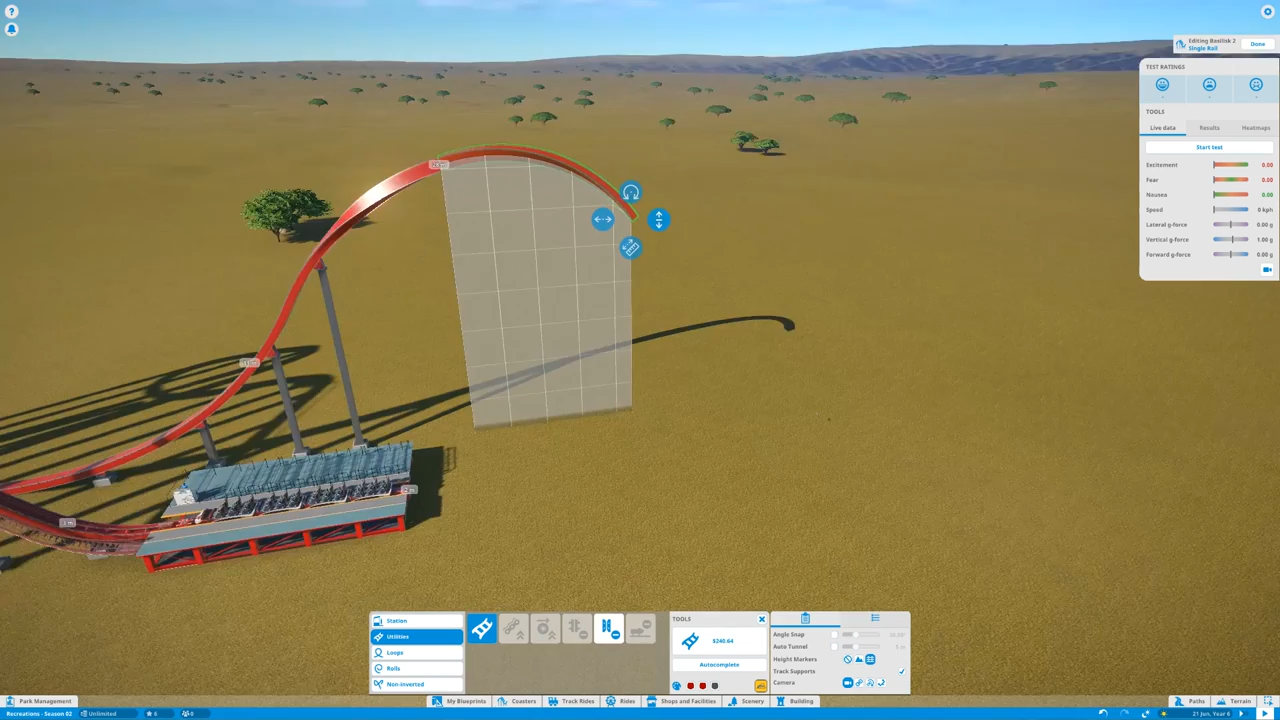 ?
Editing Basilisk 2
Single Rail
Done
TEST RATINGS
TOOLS
Live data
Results
Heatmaps
Start test
Excitement 0.00
Fear 0.00
Nausea 0.00
Speed 0 kph
Lateral g-force 0.00 g
Vertical g-force 1.00 g
Forward g-force 0.00 g
Station
Utilities
Loops
Rolls
Non-inverted
TOOLS
$240.64
Autocomplete
Angle Snap
Auto Tunnel
Height Markers
Track Supports
Camera
Park Management
My Blueprints
Coasters
Track Rides
Rides
Shops and Facilities
Scenery
Building
Paths
Terrain
Recreations - Season 02
Unlimited
6
0
21 Jun, Year 6